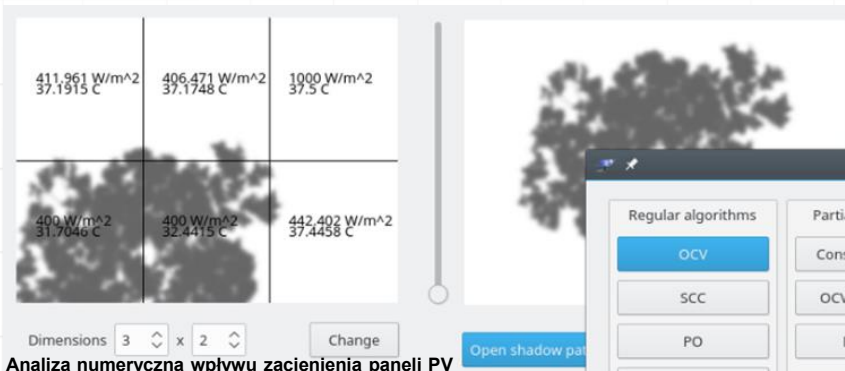 411.961 W/m^2
37.1915 C
406.471 W/m^2
37.1748 C
1000 W/m^2
37.5 C
400 W/m^2
31.7046 C
400 W/m^2
32.4415 C
442.402 W/m^2
37.4458 C
Dimensions 3 x 2 Change
Analiza numeryczna wpływu zacienienia paneli PV
Open shadow pat
Regular algorithms
OCV
SCC
PO
Parti
Cons
OCV